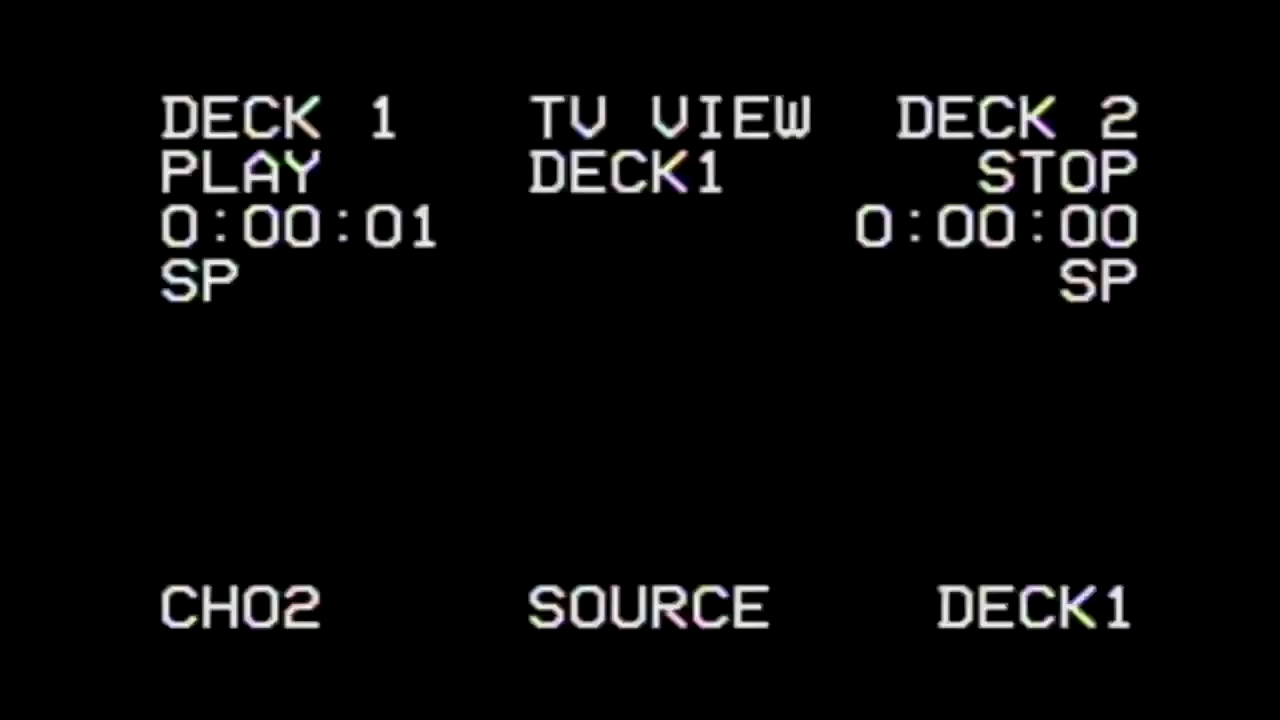 DECK 1 TV VIEW DECK 2
PLAY DECK1 STOP
0:00:01 0:00:00
SP SP
CH02 SOURCE DECK1